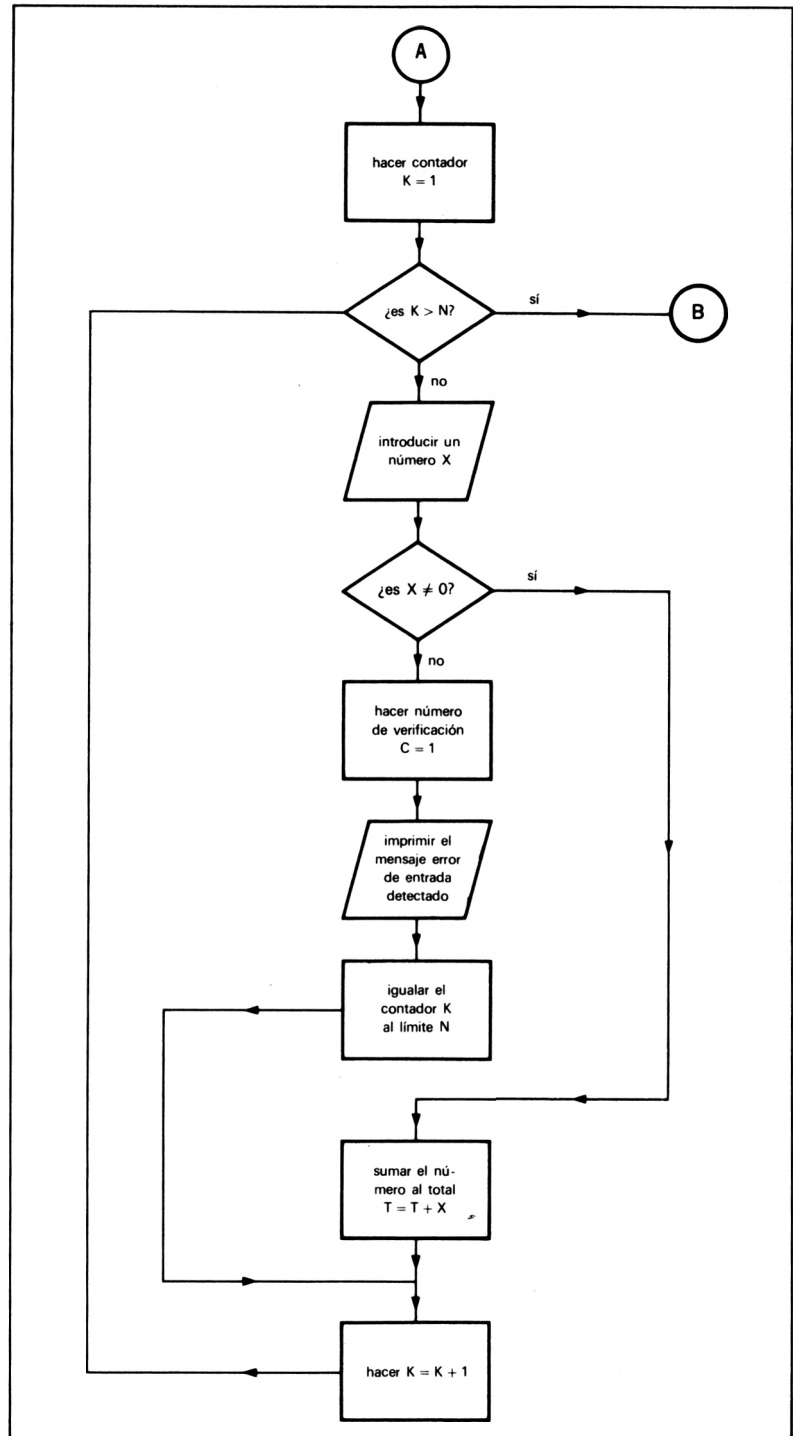 A
hacer contador
K = 1
¿es K > N?
sí
B
no
introducir un
número X
¿es X ≠ 0?
sí
no
hacer número
de verificación
C = 1
imprimir el
mensaje error
de entrada
detectado
igualar el
contador K
al límite N
sumar el nú-
mero al total
T = T + X
hacer K = K + 1